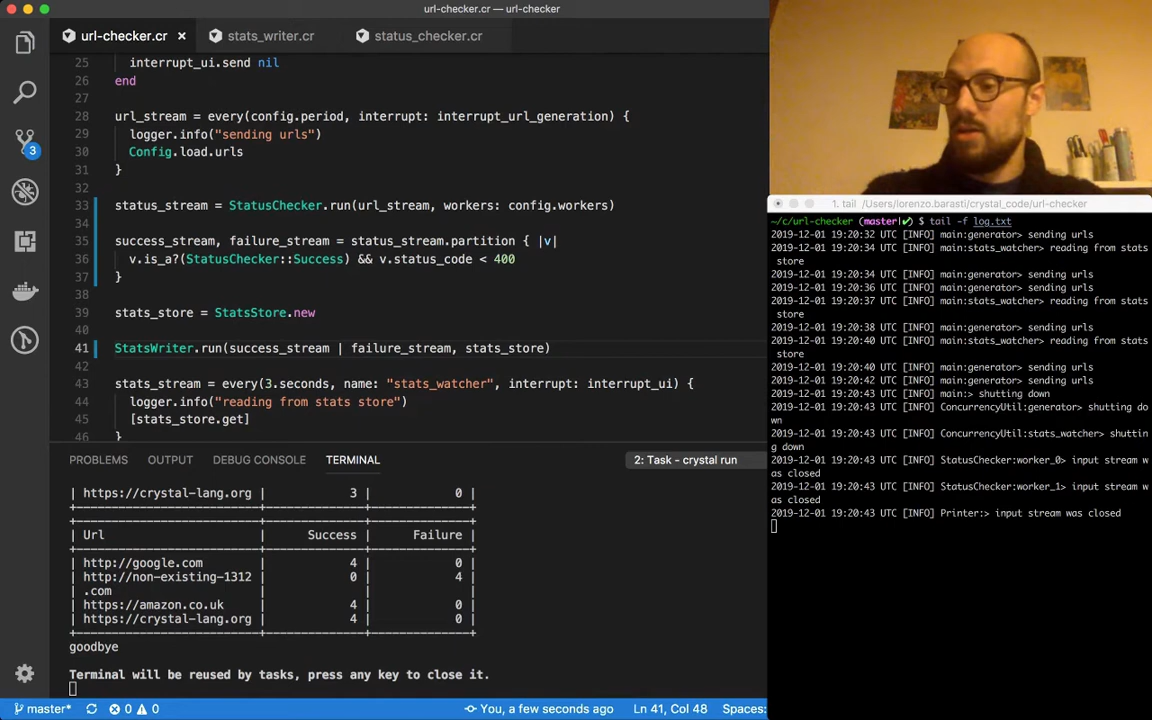 url-checker.cr — url-checker
url-checker.cr ×
stats_writer.cr
status_checker.cr
25 interrupt_ui.send nil
26 end
27
28 url_stream = every(config.period, interrupt: interrupt_url_generation) {
29 logger.info("sending urls")
30 Config.load.urls
31 }
32
33 status_stream = StatusChecker.run(url_stream, workers: config.workers)
34
35 success_stream, failure_stream = status_stream.partition { |v|
36 v.is_a?(StatusChecker::Success) && v.status_code < 400
37 }
38
39 stats_store = StatsStore.new
40
41 StatsWriter.run(success_stream | failure_stream, stats_store)
42
43 stats_stream = every(3.seconds, name: "stats_watcher", interrupt: interrupt_ui) {
44 logger.info("reading from stats store")
45 [stats_store.get]
46 }
3
PROBLEMS OUTPUT DEBUG CONSOLE TERMINAL 2: Task - crystal run
| https://crystal-lang.org | 3 | 0 |
| Url | Success | Failure |
| http://google.com | 4 | 0 |
| http://non-existing-1312 | 0 | 4 |
| .com | | |
| https://amazon.co.uk | 4 | 0 |
| https://crystal-lang.org | 4 | 0 |
goodbye
Terminal will be reused by tasks, press any key to close it.
master* 0 0 You, a few seconds ago Ln 41, Col 48 Spaces:
1. tail /Users/lorenzo.barasti/crystal_code/url-checker
~/c/url-checker (master|✔) $ tail -f log.txt
2019-12-01 19:20:32 UTC [INFO] main:generator> sending urls
2019-12-01 19:20:34 UTC [INFO] main:stats_watcher> reading from stats
store
2019-12-01 19:20:34 UTC [INFO] main:generator> sending urls
2019-12-01 19:20:36 UTC [INFO] main:generator> sending urls
2019-12-01 19:20:37 UTC [INFO] main:stats_watcher> reading from stats
store
2019-12-01 19:20:38 UTC [INFO] main:generator> sending urls
2019-12-01 19:20:40 UTC [INFO] main:stats_watcher> reading from stats
store
2019-12-01 19:20:40 UTC [INFO] main:generator> sending urls
2019-12-01 19:20:42 UTC [INFO] main:generator> sending urls
2019-12-01 19:20:43 UTC [INFO] main:> shutting down
2019-12-01 19:20:43 UTC [INFO] ConcurrencyUtil:generator> shutting do
wn
2019-12-01 19:20:43 UTC [INFO] ConcurrencyUtil:stats_watcher> shuttin
g down
2019-12-01 19:20:43 UTC [INFO] StatusChecker:worker_0> input stream w
as closed
2019-12-01 19:20:43 UTC [INFO] StatusChecker:worker_1> input stream w
as closed
2019-12-01 19:20:43 UTC [INFO] Printer:> input stream was closed